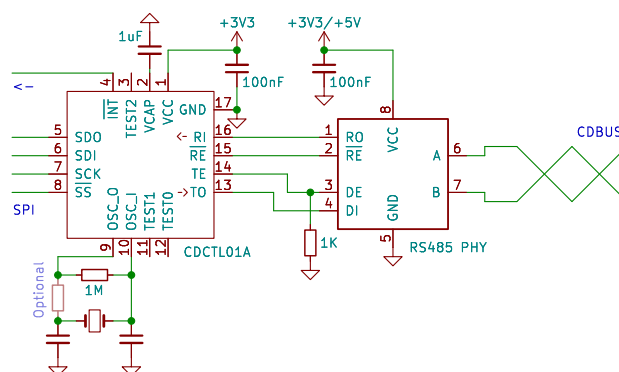 +3V3
+3V3/+5V
1uF
100nF
100nF
<-
4
3
2
1
INT
TEST2
VCAP
VCC
GND
17
8
VCC
CDBUS
5
SDO
<-
RI
16
1
RO
A
6
6
SDI
RE
15
2
RE
7
SCK
TE
14
3
DE
B
7
8
SS
->
TO
13
4
DI
SPI
OSC_O
OSC_I
TEST1
TEST0
GND
9
10
11
12
CDCTL01A
1K
5
RS485 PHY
Optional
1M